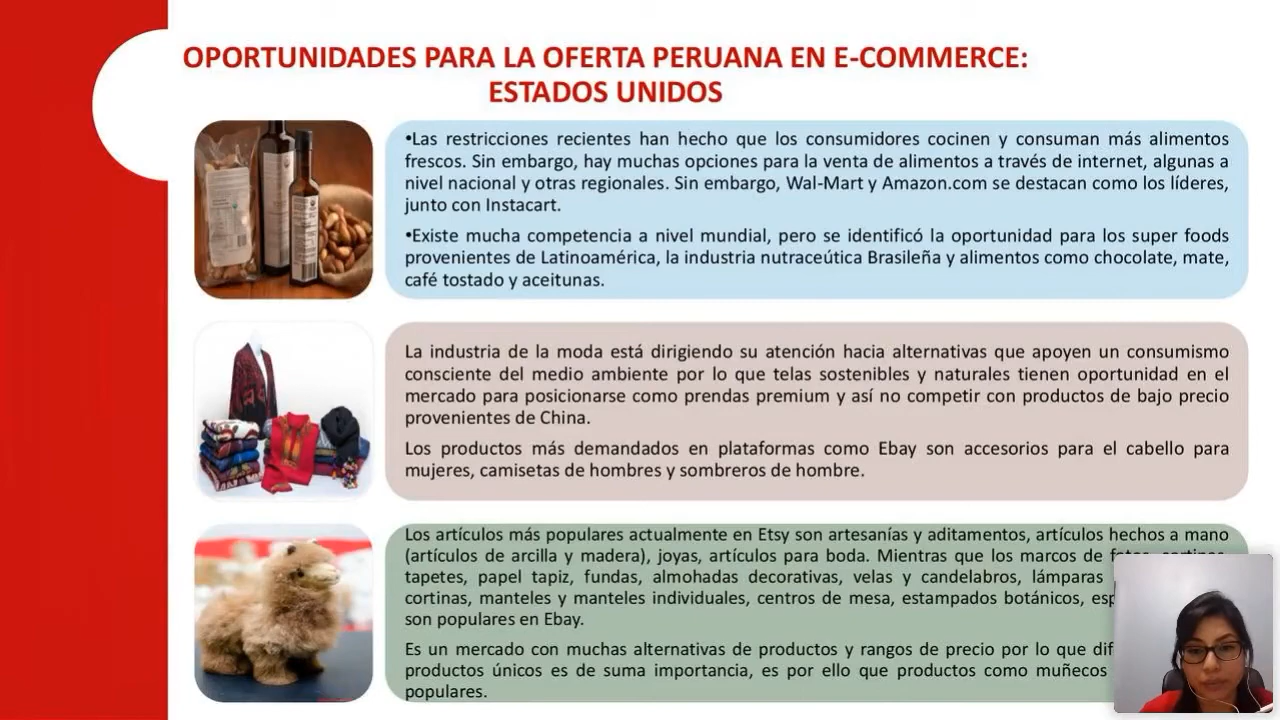 OPORTUNIDADES PARA LA OFERTA PERUANA EN E-COMMERCE:
ESTADOS UNIDOS
•Las restricciones recientes han hecho que los consumidores cocinen y consuman más alimentos
frescos. Sin embargo, hay muchas opciones para la venta de alimentos a través de internet, algunas a
nivel nacional y otras regionales. Sin embargo, Wal-Mart y Amazon.com se destacan como los líderes,
junto con Instacart.
•Existe mucha competencia a nivel mundial, pero se identificó la oportunidad para los super foods
provenientes de Latinoamérica, la industria nutraceútica Brasileña y alimentos como chocolate, mate,
café tostado y aceitunas.
La industria de la moda está dirigiendo su atención hacia alternativas que apoyen un consumismo
consciente del medio ambiente por lo que telas sostenibles y naturales tienen oportunidad en el
mercado para posicionarse como prendas premium y así no competir con productos de bajo precio
provenientes de China.
Los productos más demandados en plataformas como Ebay son accesorios para el cabello para
mujeres, camisetas de hombres y sombreros de hombre.
Los artículos más populares actualmente en Etsy son artesanías y aditamentos, artículos hechos a mano
(artículos de arcilla y madera), joyas, artículos para boda. Mientras que los marcos de
tapetes, papel tapiz, fundas, almohadas decorativas, velas y candelabros, lámparas
cortinas, manteles y manteles individuales, centros de mesa, estampados botánicos,
son populares en Ebay.
Es un mercado con muchas alternativas de productos y rangos de precio por lo que
productos únicos es de suma importancia, es por ello que productos como muñecos
populares.